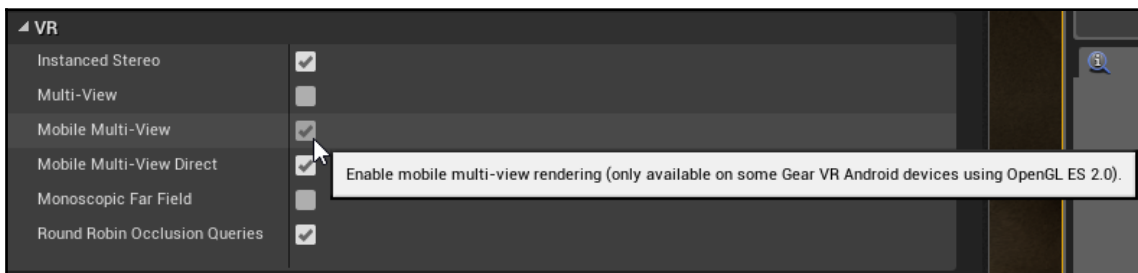 VR
Instanced Stereo
Multi-View
Mobile Multi-View
Mobile Multi-View Direct
Enable mobile multi-view rendering (only available on some Gear VR Android devices using OpenGL ES 2.0).
Monoscopic Far Field
Round Robin Occlusion Queries